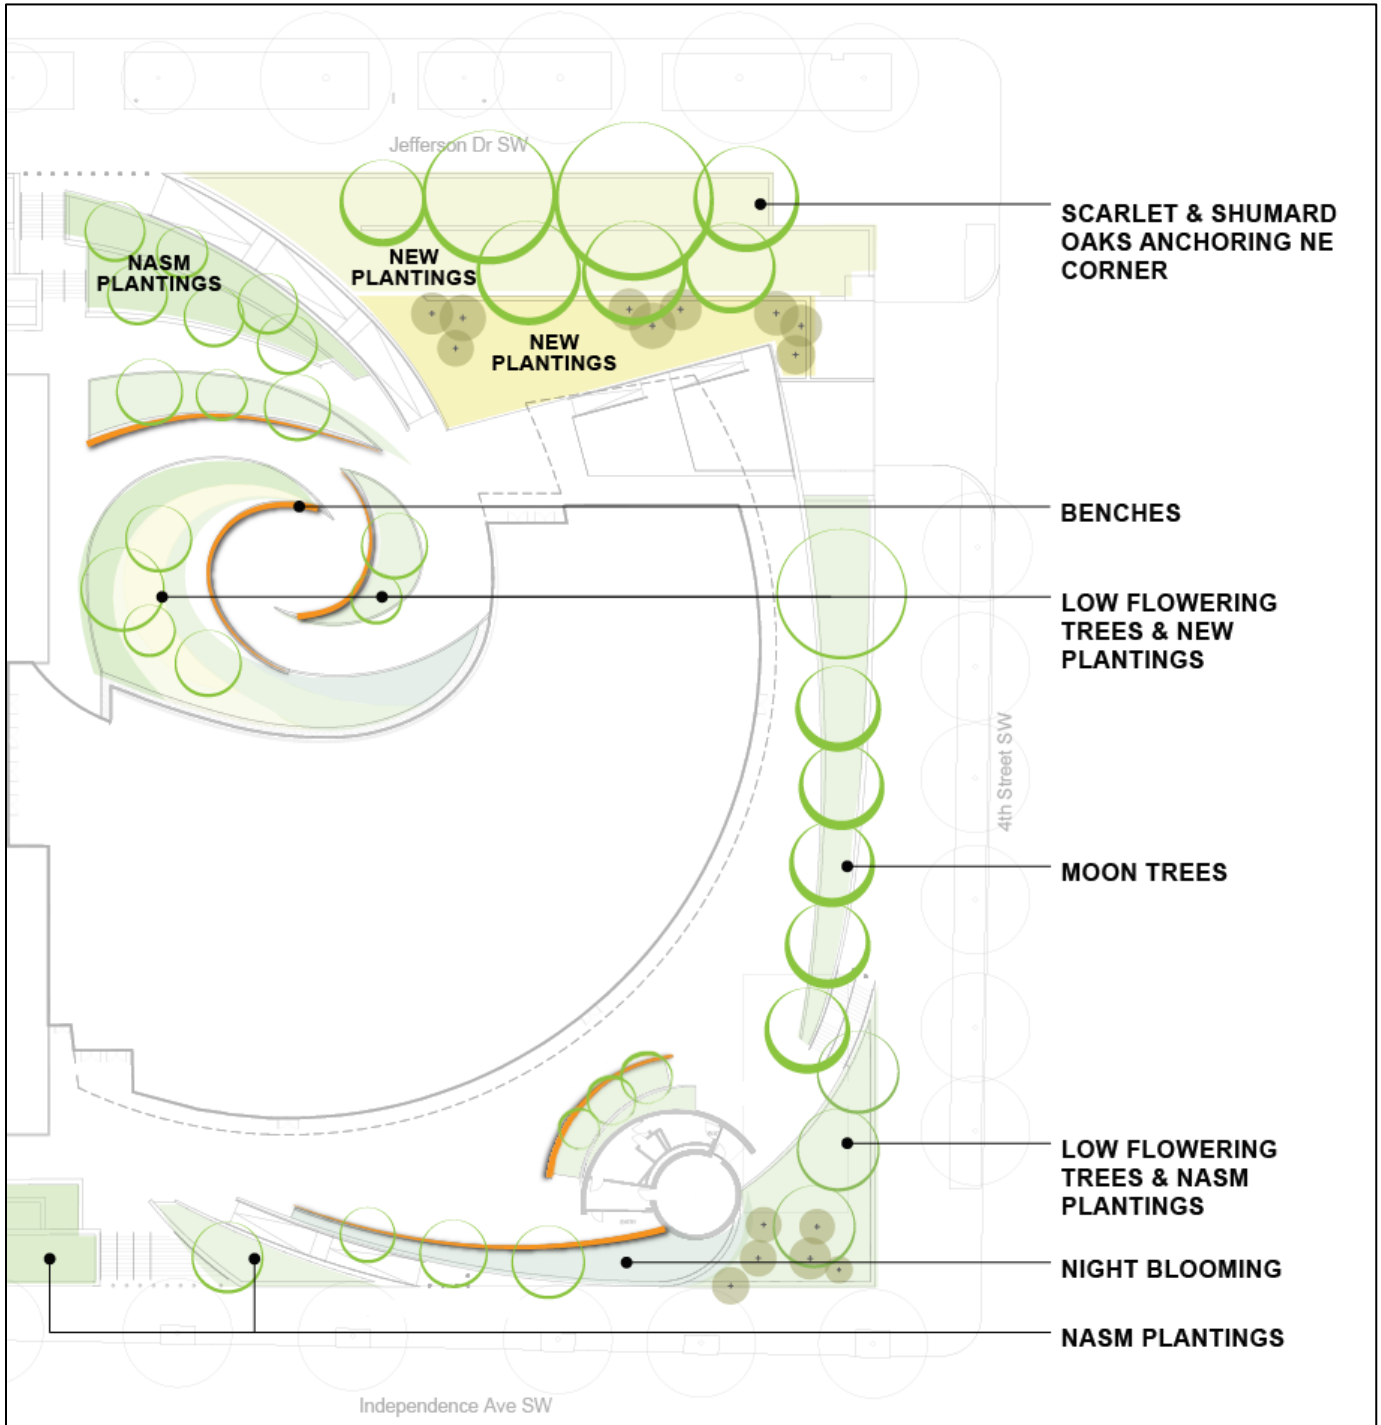 Jefferson Dr SW
SCARLET & SHUMARD
OAKS ANCHORING NE
CORNER
NASM
PLANTINGS
NEW
PLANTINGS
NEW
PLANTINGS
BENCHES
LOW FLOWERING
TREES & NEW
PLANTINGS
4th Street SW
MOON TREES
LOW FLOWERING
TREES & NASM
PLANTINGS
NIGHT BLOOMING
NASM PLANTINGS
Independence Ave SW